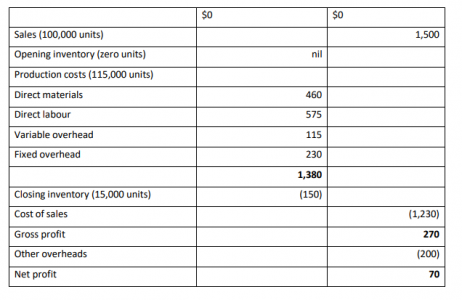 $0 $0
Sales (100,000 units) 1,500
Opening inventory (zero units) nil
Production costs (115,000 units)
Direct materials 460
Direct labour 575
Variable overhead 115
Fixed overhead 230
1,380
Closing inventory (15,000 units) (150)
Cost of sales (1,230)
Gross profit 270
Other overheads (200)
Net profit 70